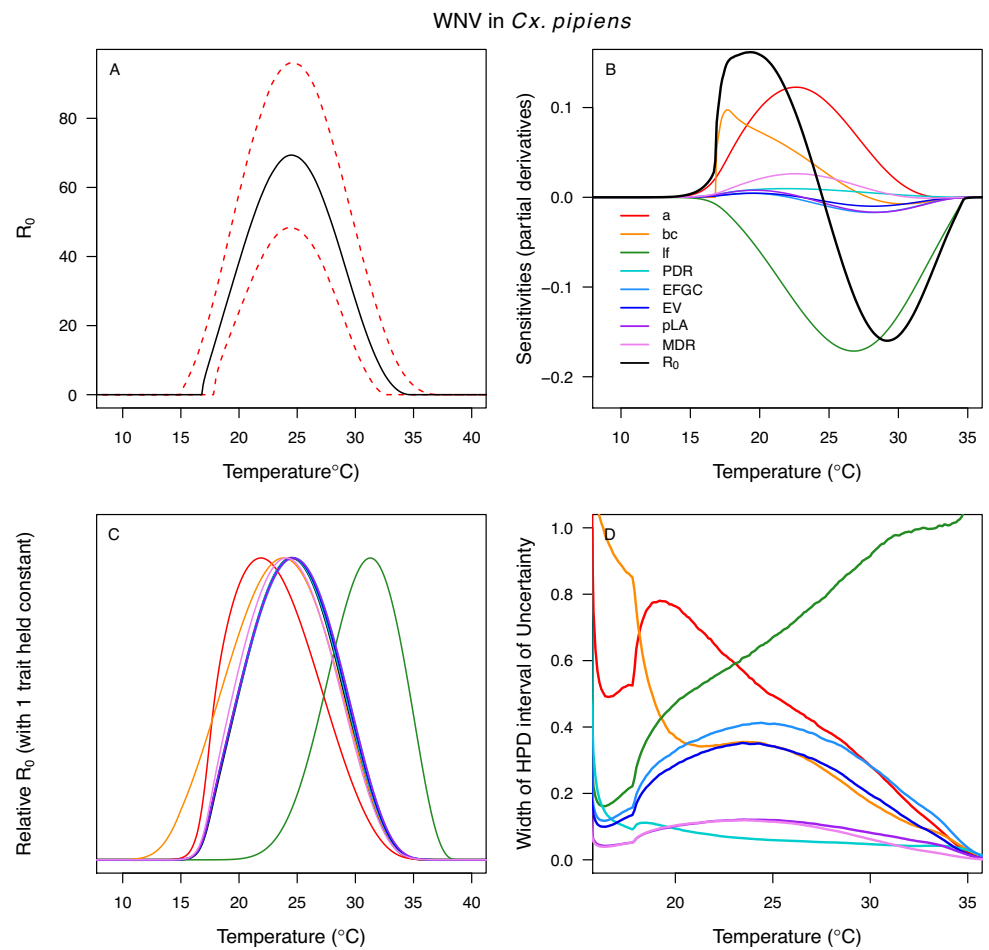 WNV in Cx. pipiens
A
R0
0
20
40
60
80
10
15
20
25
30
35
40
Temperature°C)
B
Sensitivities (partial derivatives)
0.1
0.0
−0.1
−0.2
a
bc
lf
PDR
EFGC
EV
pLA
MDR
R0
10
15
20
25
30
35
Temperature (°C)
C
Relative R0 (with 1 trait held constant)
10
15
20
25
30
35
40
Temperature (°C)
D
Width of HPD interval of Uncertainty
1.0
0.8
0.6
0.4
0.2
0.0
20
25
30
35
Temperature (°C)